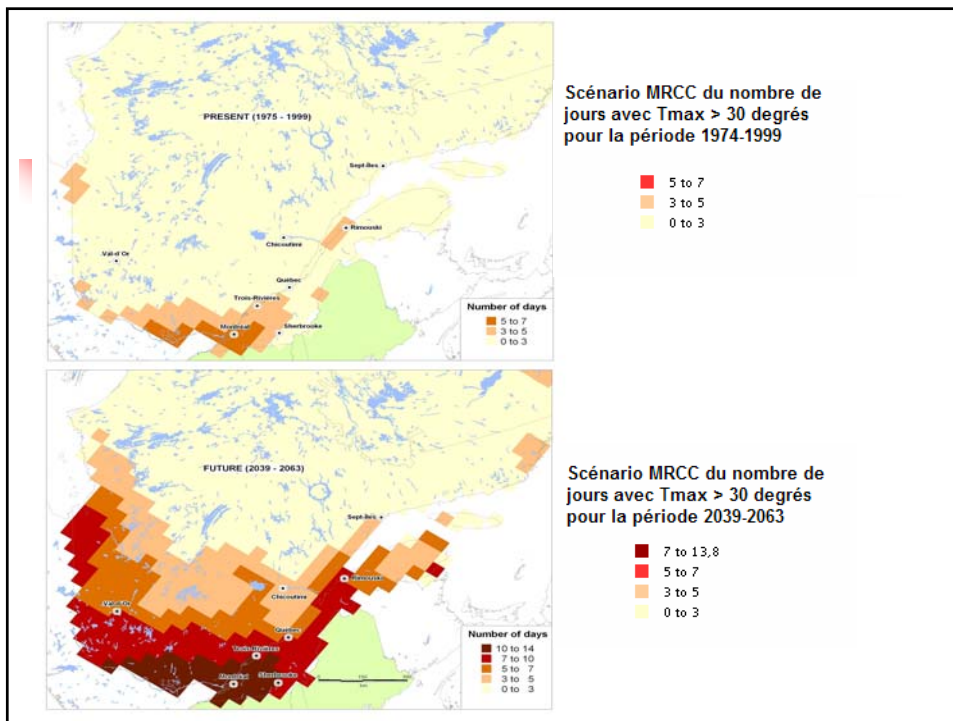 PRESENT (1975 - 1999)
Sept-Îles
Rimouski
Chicoutimi
Val-d'Or
Québec
Trois-Rivières
Montréal
Sherbrooke
Number of days
5 to 7
3 to 5
0 to 3
Scénario MRCC du nombre de
jours avec Tmax > 30 degrés
pour la période 1974-1999
5 to 7
3 to 5
0 to 3
FUTURE (2039 - 2063)
Sept-Îles
Rimouski
Chicoutimi
Val-d'Or
Québec
Trois-Rivières
Montréal
Sherbrooke
Number of days
10 to 14
7 to 10
5 to 7
3 to 5
0 to 3
Scénario MRCC du nombre de
jours avec Tmax > 30 degrés
pour la période 2039-2063
7 to 13,8
5 to 7
3 to 5
0 to 3